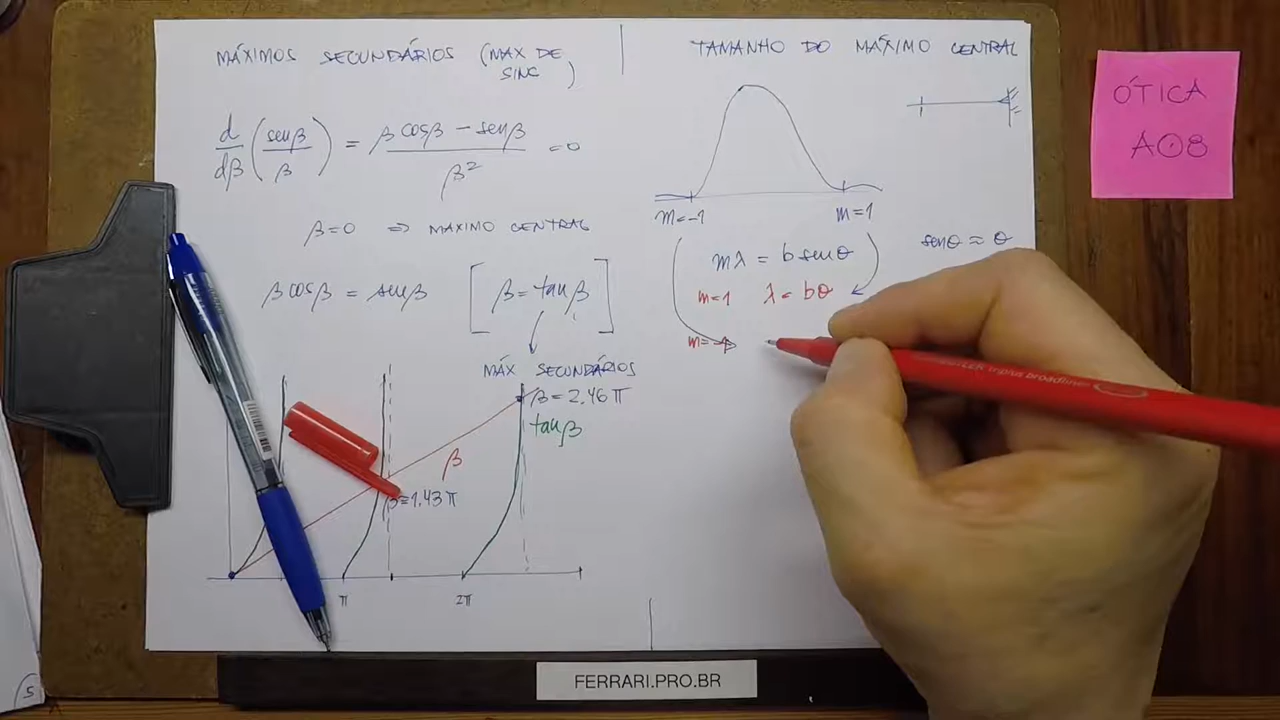 MÁXIMOS SECUNDÁRIOS (MAX DE SINC)
d/dβ (senβ/β) = (βcosβ - senβ)/β² = 0
β=0 ⇒ MÁXIMO CENTRAL
βcosβ = senβ [β = tanβ]
MÁX SECUNDÁRIOS
β = 2.46π
tanβ
β
β=1.43π
π 2π
TAMANHO DO MÁXIMO CENTRAL
m=-1 m=1
senθ ≈ θ
mλ = b senθ
m=1 λ = bθ
m=-1
ÓTICA
A08
FERRARI.PRO.BR
5